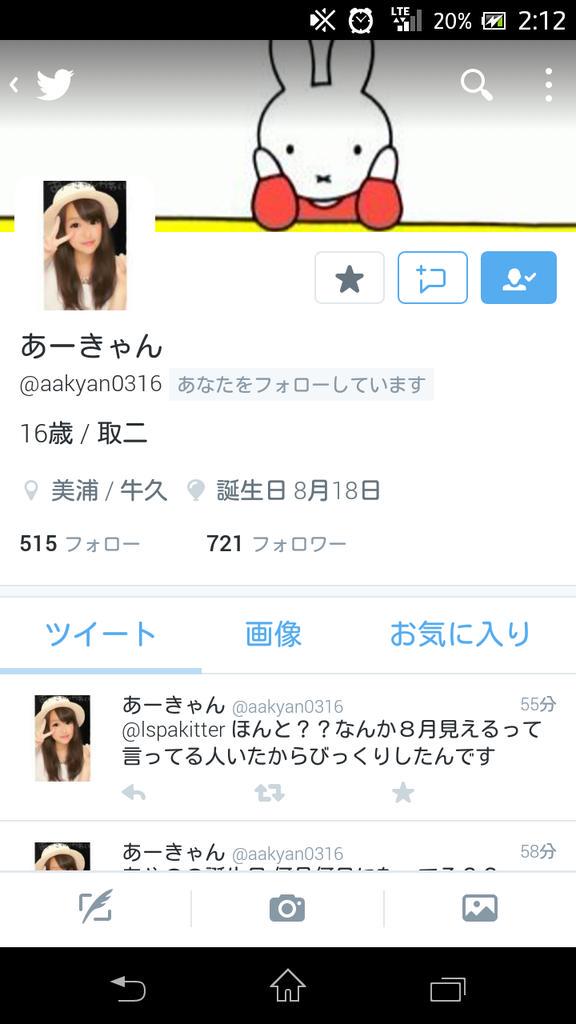 LTE 20% 2:12
あーきゃん
@aakyan0316 あなたをフォローしています
16歳 / 取二
美浦 / 牛久 誕生日 8月18日
515 フォロー 721 フォロワー
ツイート 画像 お気に入り
あーきゃん @aakyan0316 55分
@lspakitter ほんと？？なんか８月見えるって
言ってる人いたからびっくりしたんです
あーきゃん @aakyan0316 58分